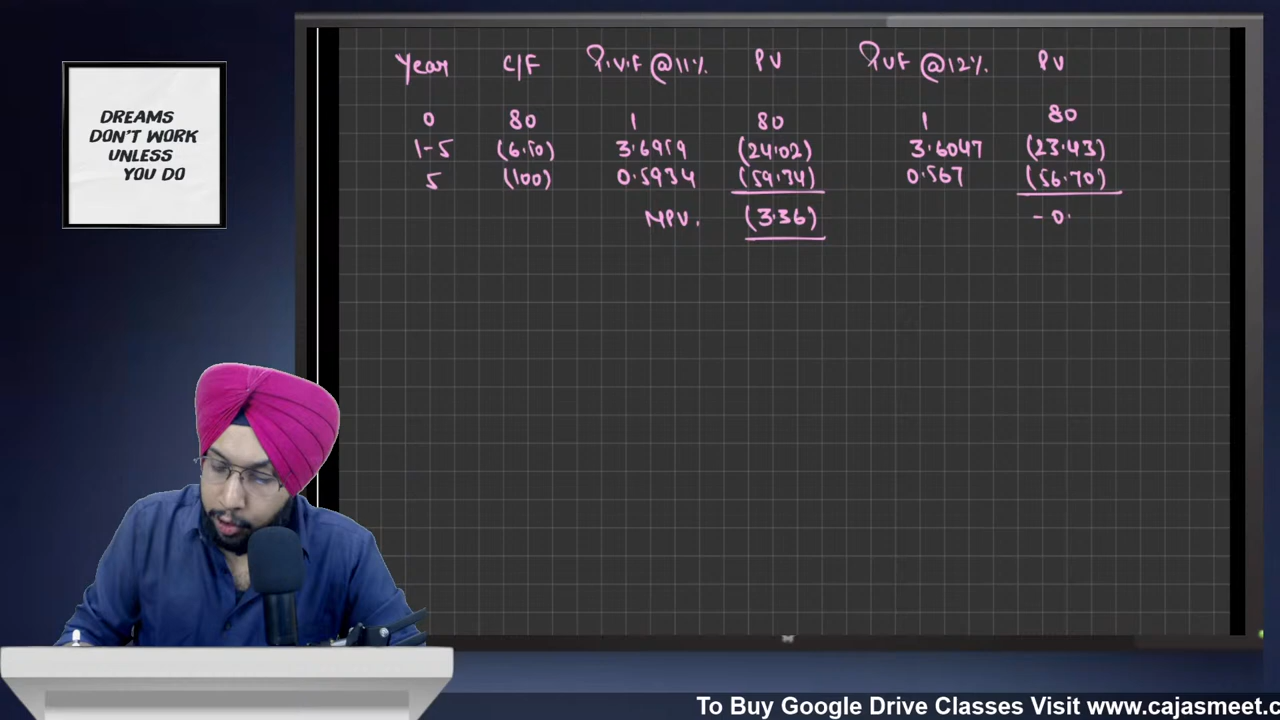 DREAMS
DON'T WORK
UNLESS
YOU DO
Year C/F P.V.F @11% PV PVF @12% PV
0 80 1 80 1 80
1-5 (6.50) 3.6959 (24.02) 3.6047 (23.43)
5 (100) 0.5934 (59.34) 0.567 (56.70)
NPV. (3.36) -0.
To Buy Google Drive Classes Visit www.cajasmeet.c